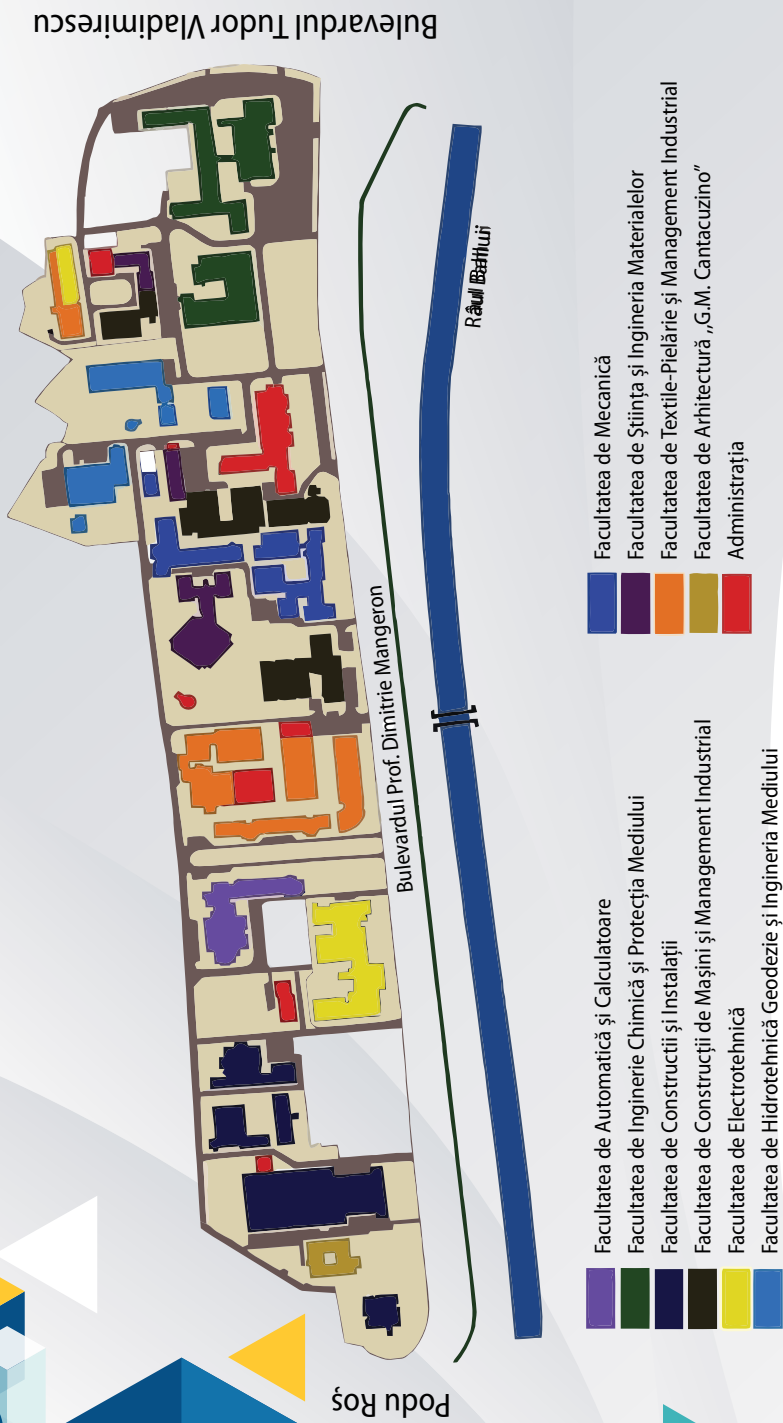 Bulevardul Tudor Vladimirescu
Podu Roș
Bulevardul Prof. Dimitrie Mangeron
Râul Bahlui
Facultatea de Automatică și Calculatoare
Facultatea de Inginerie Chimică și Protecția Mediului
Facultatea de Constructii și Instalații
Facultatea de Construcții de Mașini și Management Industrial
Facultatea de Electrotehnică
Facultatea de Hidrotehnică Geodezie și Ingineria Mediului
Facultatea de Mecanică
Facultatea de Știința și Ingineria Materialelor
Facultatea de Textile-Pielărie și Management Industrial
Facultatea de Arhitectură „G.M. Cantacuzino”
Administrația